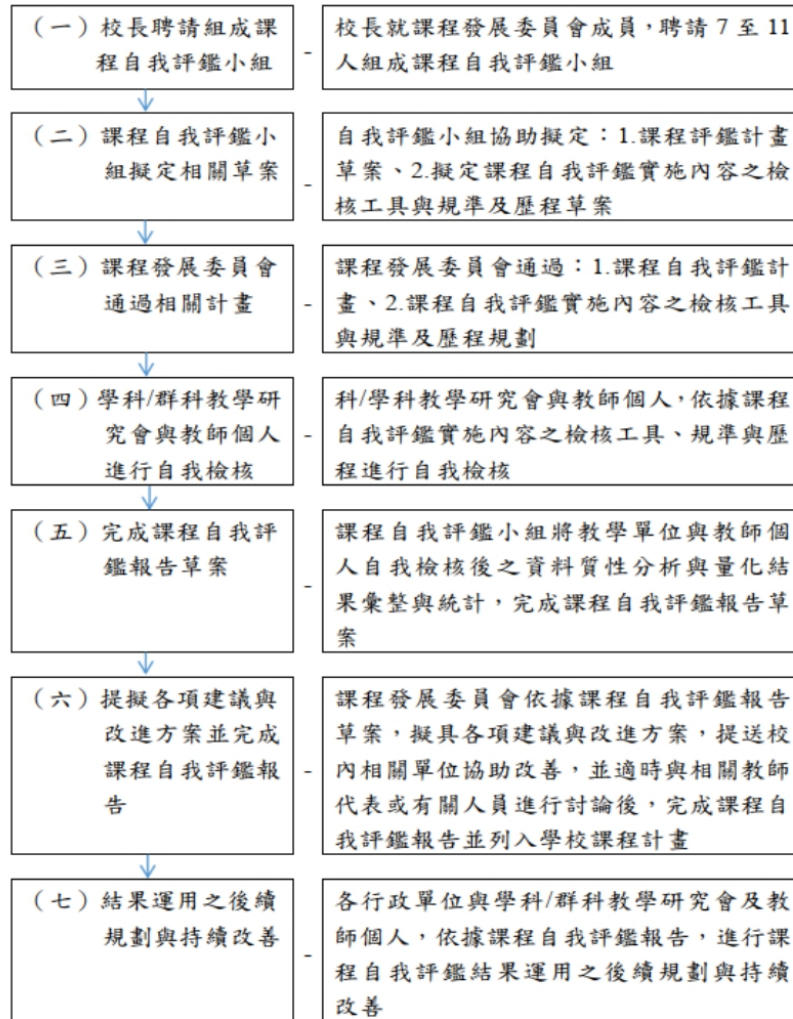 （一）校長聘請組成課
程自我評鑑小組
-
校長就課程發展委員會成員，聘請 7 至 11
人組成課程自我評鑑小組
（二）課程自我評鑑小
組擬定相關草案
-
自我評鑑小組協助擬定：1.課程評鑑計畫
草案、2.擬定課程自我評鑑實施內容之檢
核工具與規準及歷程草案
（三）課程發展委員會
通過相關計畫
-
課程發展委員會通過：1.課程自我評鑑計
畫、2.課程自我評鑑實施內容之檢核工具
與規準及歷程規劃
（四）學科/群科教學研
究會與教師個人
進行自我檢核
-
科/學科教學研究會與教師個人，依據課程
自我評鑑實施內容之檢核工具、規準與歷
程進行自我檢核
（五）完成課程自我評
鑑報告草案
-
課程自我評鑑小組將教學單位與教師個
人自我檢核後之資料質性分析與量化結
果彙整與統計，完成課程自我評鑑報告草
案
（六）提擬各項建議與
改進方案並完成
課程自我評鑑報
告
-
課程發展委員會依據課程自我評鑑報告
草案，擬具各項建議與改進方案，提送校
內相關單位協助改善，並適時與相關教師
代表或有關人員進行討論後，完成課程自
我評鑑報告並列入學校課程計畫
（七）結果運用之後續
規劃與持續改善
-
各行政單位與學科/群科教學研究會及教
師個人，依據課程自我評鑑報告，進行課
程自我評鑑結果運用之後續規劃與持續
改善